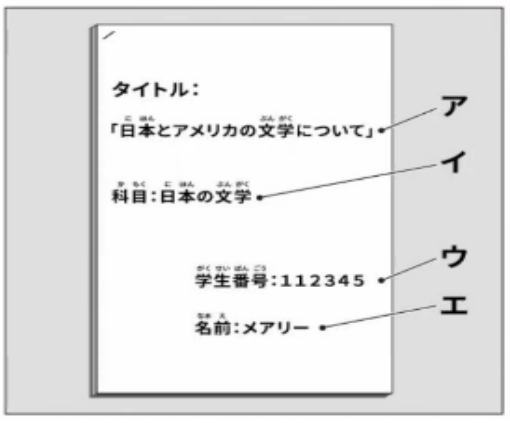 タイトル：
「日本とアメリカの文学について」
ア
科目：日本の文学
イ
学生番号：112345
ウ
名前：メアリー
エ